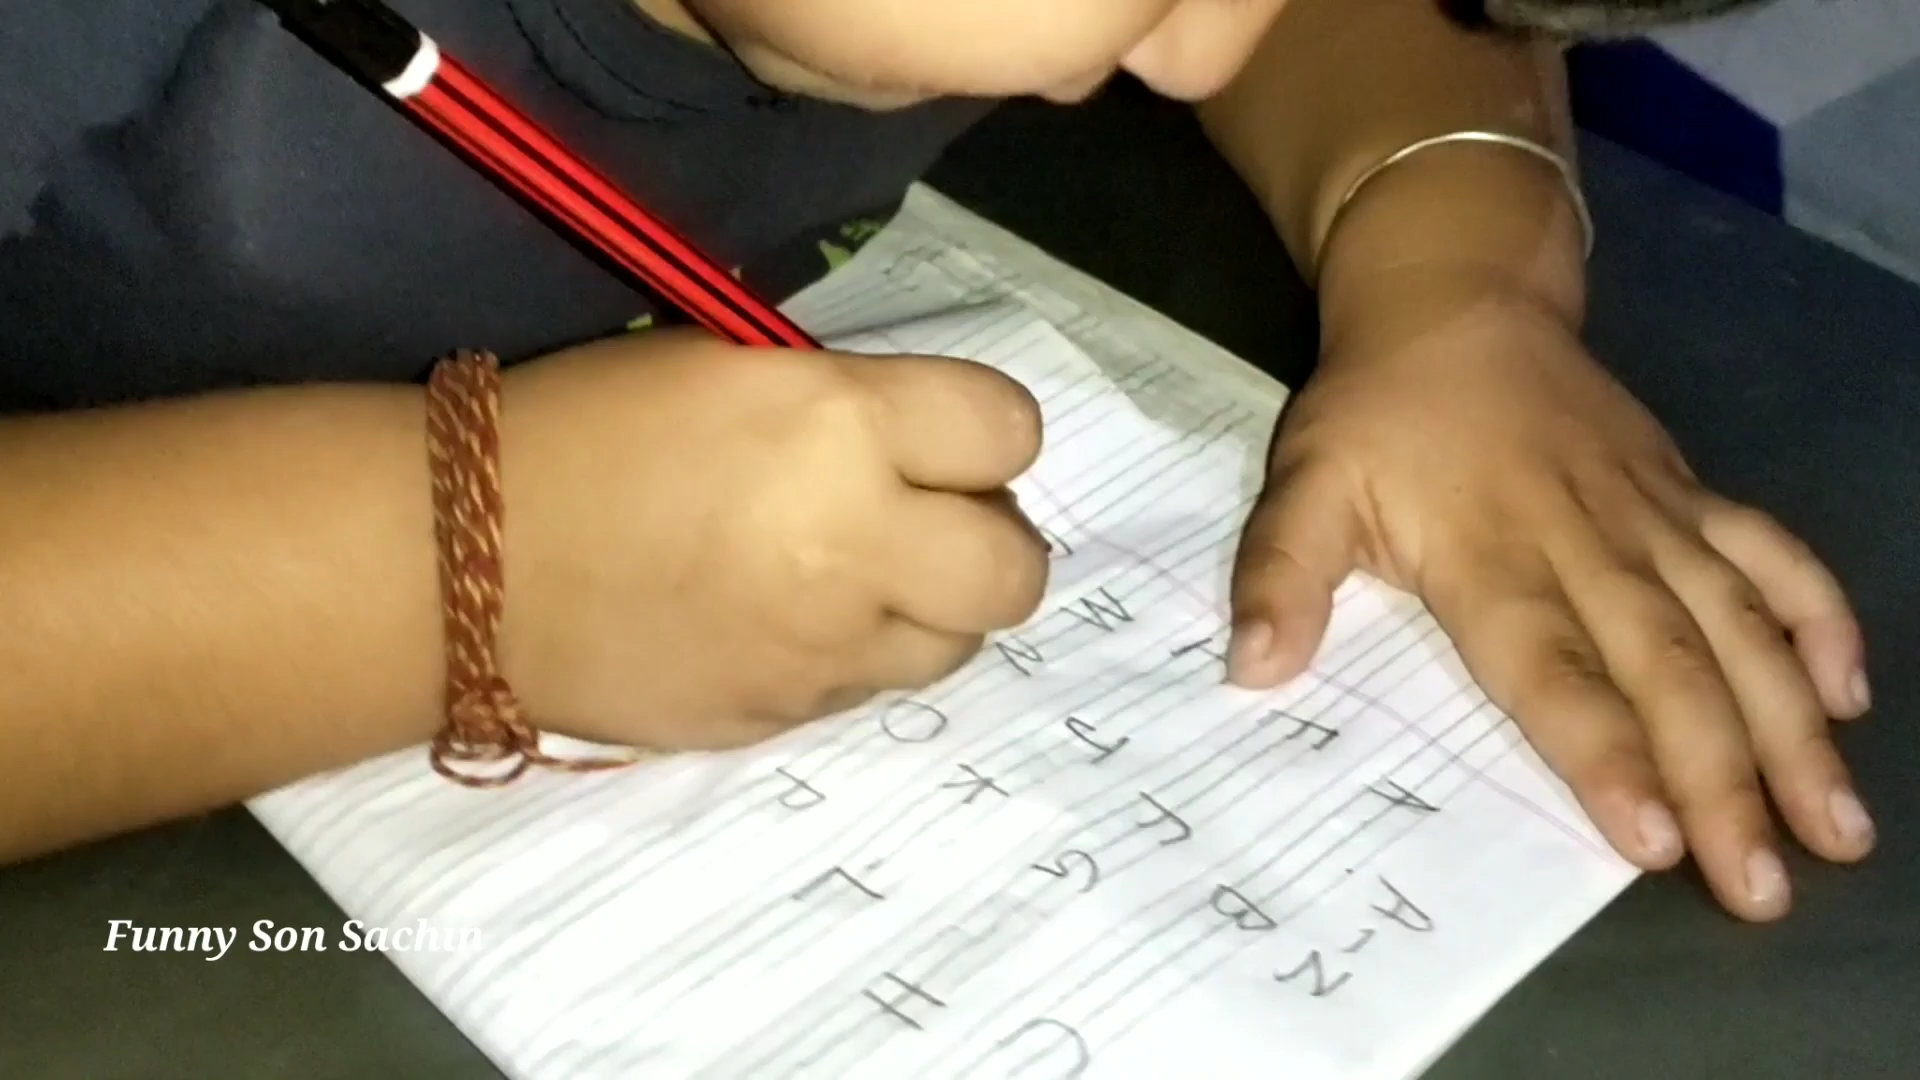 A-Z
A B C
E F G H
I J K L
M N O P
Funny Son Sachin